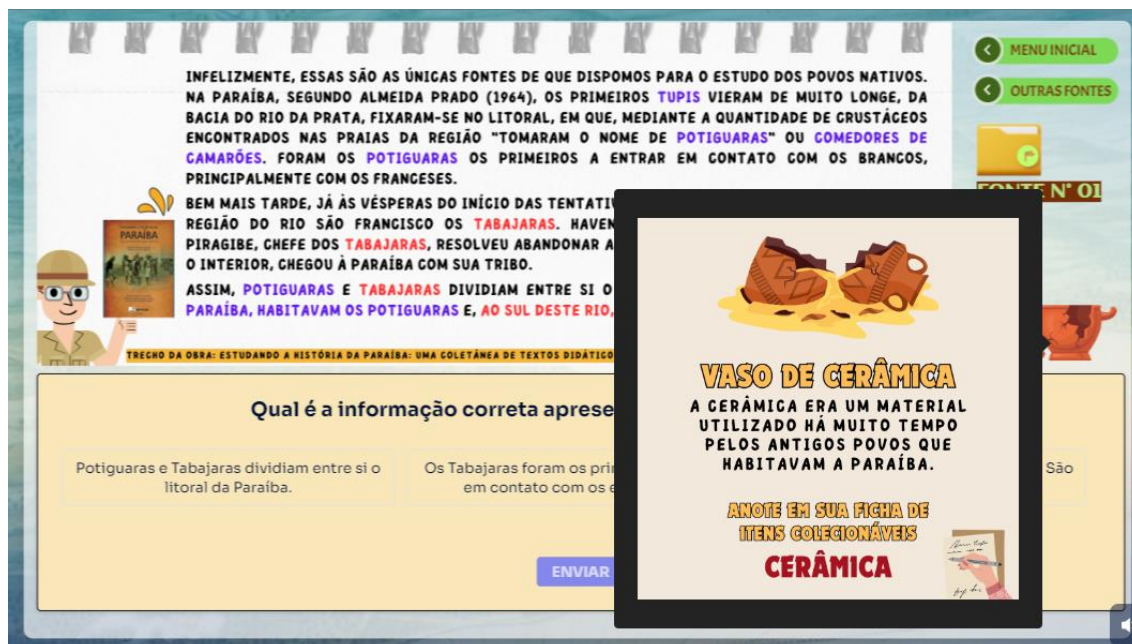 INFELIZMENTE, ESSAS SÃO AS ÚNICAS FONTES DE QUE DISPOMOS PARA O ESTUDO DOS POVOS NATIVOS.
NA PARAÍBA, SEGUNDO ALMEIDA PRADO (1964), OS PRIMEIROS TUPIS VIERAM DE MUITO LONGE, DA
BACIA DO RIO DA PRATA, FIXARAM-SE NO LITORAL, EM QUE, MEDIANTE A QUANTIDADE DE CRUSTÁCEOS
ENCONTRADOS NAS PRAIAS DA REGIÃO "TOMARAM O NOME DE POTIGUARAS" OU COMEDORES DE
CAMARÕES. FORAM OS POTIGUARAS OS PRIMEIROS A ENTRAR EM CONTATO COM OS BRANCOS,
PRINCIPALMENTE COM OS FRANCESES.
BEM MAIS TARDE, JÁ ÀS VÉSPERAS DO INÍCIO DAS
REGIÃO DO RIO SÃO FRANCISCO OS TABAJARAS.
PIRAGIBE, CHEFE DOS TABAJARAS, RESOLVEU ABANDONAR A
O INTERIOR, CHEGOU À PARAÍBA COM SUA TRIBO.
ASSIM, POTIGUARAS E TABAJARAS DIVIDIAM ENTRE SI O
PARAÍBA, HABITAVAM OS POTIGUARAS E, AO SUL DESTE RIO,
TRECHO DA OBRA: ESTUDANDO A HISTÓRIA DA PARAÍBA: UMA COLETÂNEA DE TEXTOS
PARAÍBA
MENU INICIAL
OUTRAS FONTES
FONTE N° 01
Qual é a informação correta
Potiguaras e Tabajaras dividiam entre si o
litoral da Paraíba.
Os Tabajaras foram os
em contato com os
São
ENVIAR
VASO DE CERÂMICA
A CERÂMICA ERA UM MATERIAL
UTILIZADO HÁ MUITO TEMPO
PELOS ANTIGOS POVOS QUE
HABITAVAM A PARAÍBA.
ANOTE EM SUA FICHA DE
ITENS COLECIONÁVEIS
CERÂMICA